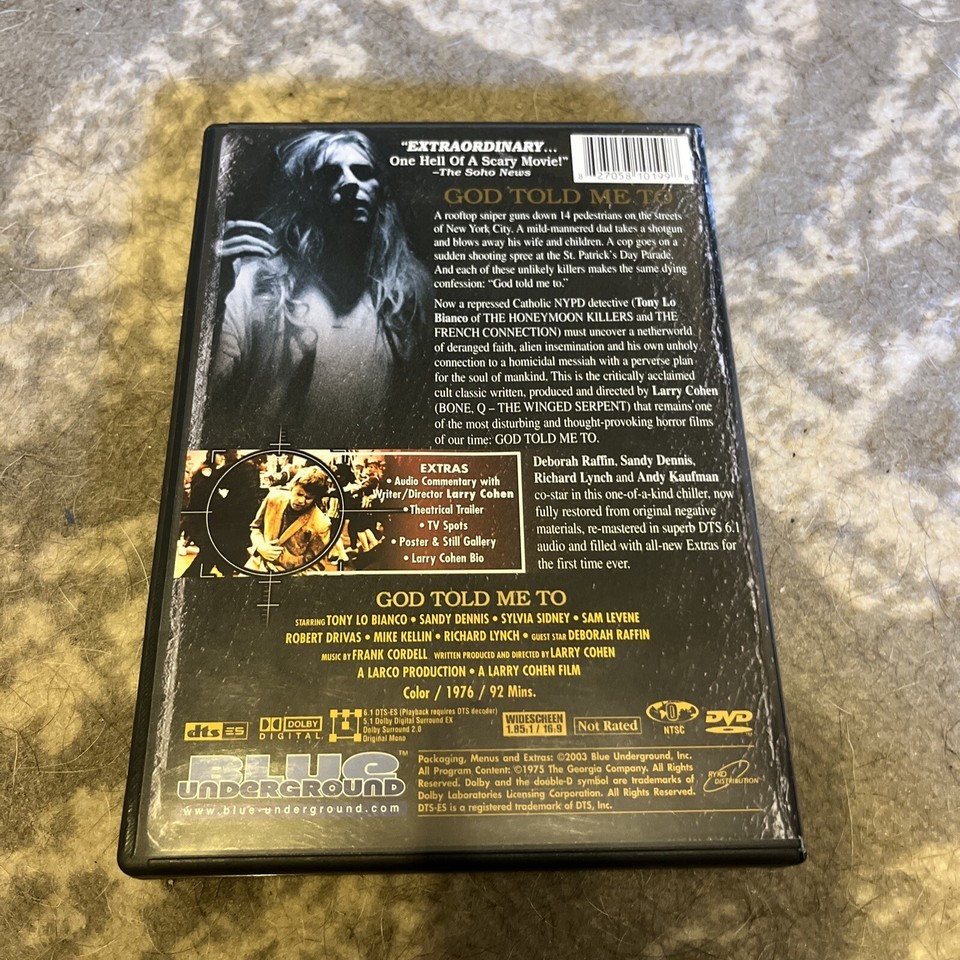 "EXTRAORDINARY...
One Hell Of A Scary Movie!"
–The Soho News
8 27058 10199 8
GOD TOLD ME TO
A rooftop sniper guns down 14 pedestrians on the streets
of New York City. A mild-mannered dad takes a shotgun
and blows away his wife and children. A cop goes on a
sudden shooting spree at the St. Patrick's Day Parade.
And each of these unlikely killers makes the same dying
confession: "God told me to."
Now a repressed Catholic NYPD detective (Tony Lo
Bianco of THE HONEYMOON KILLERS and THE
FRENCH CONNECTION) must uncover a netherworld
of deranged faith, alien insemination and his own unholy
connection to a homicidal messiah with a perverse plan
for the soul of mankind. This is the critically acclaimed
cult classic written, produced and directed by Larry Cohen
(BONE, Q – THE WINGED SERPENT) that remains one
of the most disturbing and thought-provoking horror films
of our time: GOD TOLD ME TO.
EXTRAS
• Audio Commentary with
Writer/Director Larry Cohen
• Theatrical Trailer
• TV Spots
• Poster & Still Gallery
• Larry Cohen Bio
Deborah Raffin, Sandy Dennis,
Richard Lynch and Andy Kaufman
co-star in this one-of-a-kind chiller, now
fully restored from original negative
materials, re-mastered in superb DTS 6.1
audio and filled with all-new Extras for
the first time ever.
GOD TOLD ME TO
STARRING TONY LO BIANCO • SANDY DENNIS • SYLVIA SIDNEY • SAM LEVENE
ROBERT DRIVAS • MIKE KELLIN • RICHARD LYNCH • GUEST STAR DEBORAH RAFFIN
MUSIC BY FRANK CORDELL WRITTEN PRODUCED AND DIRECTED BY LARRY COHEN
A LARCO PRODUCTION • A LARRY COHEN FILM
Color / 1976 / 92 Mins.
dts ES
DOLBY
DIGITAL
6.1 DTS-ES (Playback requires DTS decoder)
5.1 Dolby Digital Surround EX
Dolby Surround 2.0
Original Mono
WIDESCREEN
1.85:1 / 16:9
Not Rated
0
NTSC
DVD
BLUE ™
UNDERGROUND
www.blue-underground.com
Packaging, Menus and Extras: ©2003 Blue Underground, Inc.
All Program Content: ©1975 The Georgia Company. All Rights
Reserved. Dolby and the double-D symbol are trademarks of
Dolby Laboratories Licensing Corporation. All Rights Reserved.
DTS-ES is a registered trademark of DTS, Inc.
RYKO
DISTRIBUTION